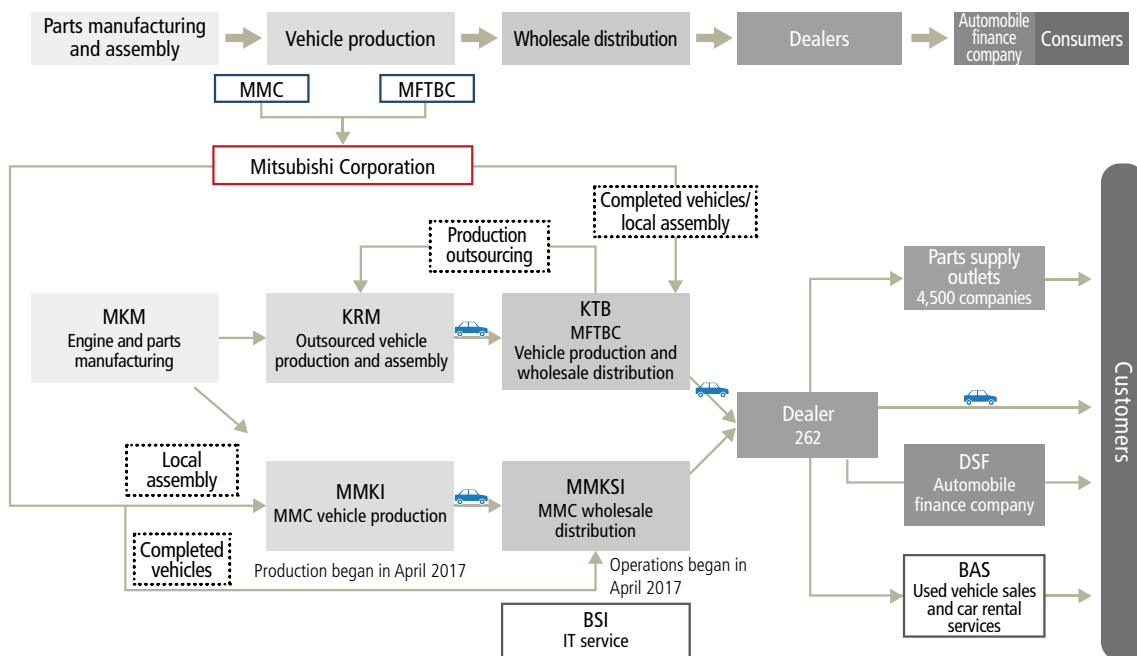 Parts manufacturing
and assembly
Vehicle production
Wholesale distribution
Dealers
Automobile
finance
company
Consumers
MMC
MFTBC
Mitsubishi Corporation
Completed vehicles/
local assembly
Production
outsourcing
MKM
Engine and parts
manufacturing
KRM
Outsourced vehicle
production and assembly
KTB
MFTBC
Vehicle production and
wholesale distribution
Parts supply
outlets
4,500 companies
Dealer
262
Customers
Local
assembly
MMKI
MMC vehicle production
MMKSI
MMC wholesale
distribution
DSF
Automobile
finance company
Completed
vehicles
Production began in April 2017
Operations began in
April 2017
BAS
Used vehicle sales
and car rental
services
BSI
IT service